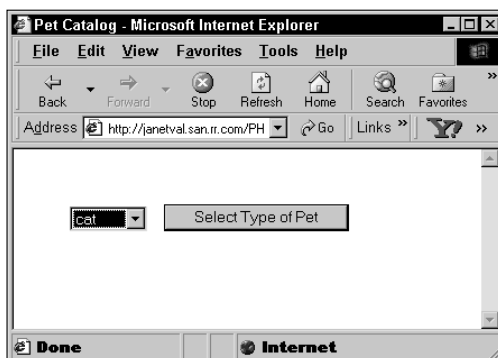 Pet Catalog - Microsoft Internet Explorer
File Edit View Favorites Tools Help
Back Forward Stop Refresh Home Search Favorites »
Address http://janetval.san.rr.com/PH Go Links » Y! »
cat Select Type of Pet
Done Internet